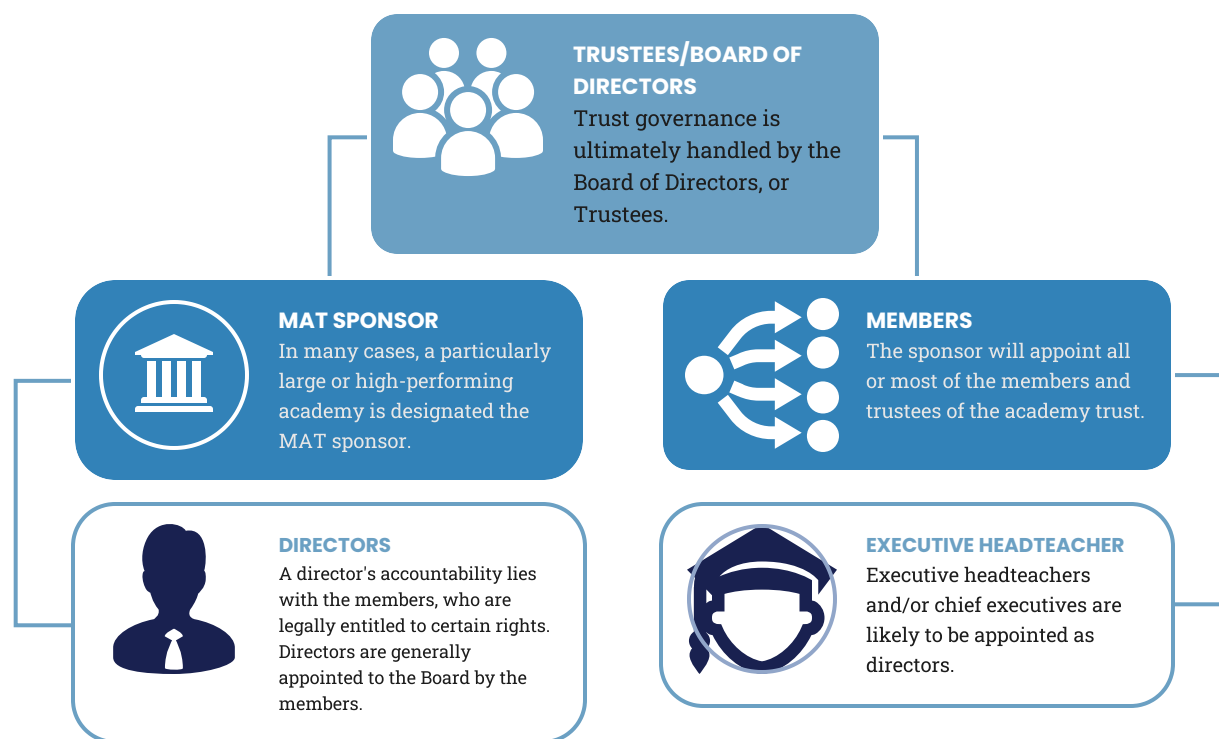 TRUSTEES/BOARD OF
DIRECTORS
Trust governance is
ultimately handled by the
Board of Directors, or
Trustees.
MAT SPONSOR
In many cases, a particularly
large or high-performing
academy is designated the
MAT sponsor.
MEMBERS
The sponsor will appoint all
or most of the members and
trustees of the academy trust.
DIRECTORS
A director's accountability lies
with the members, who are
legally entitled to certain rights.
Directors are generally
appointed to the Board by the
members.
EXECUTIVE HEADTEACHER
Executive headteachers
and/or chief executives are
likely to be appointed as
directors.